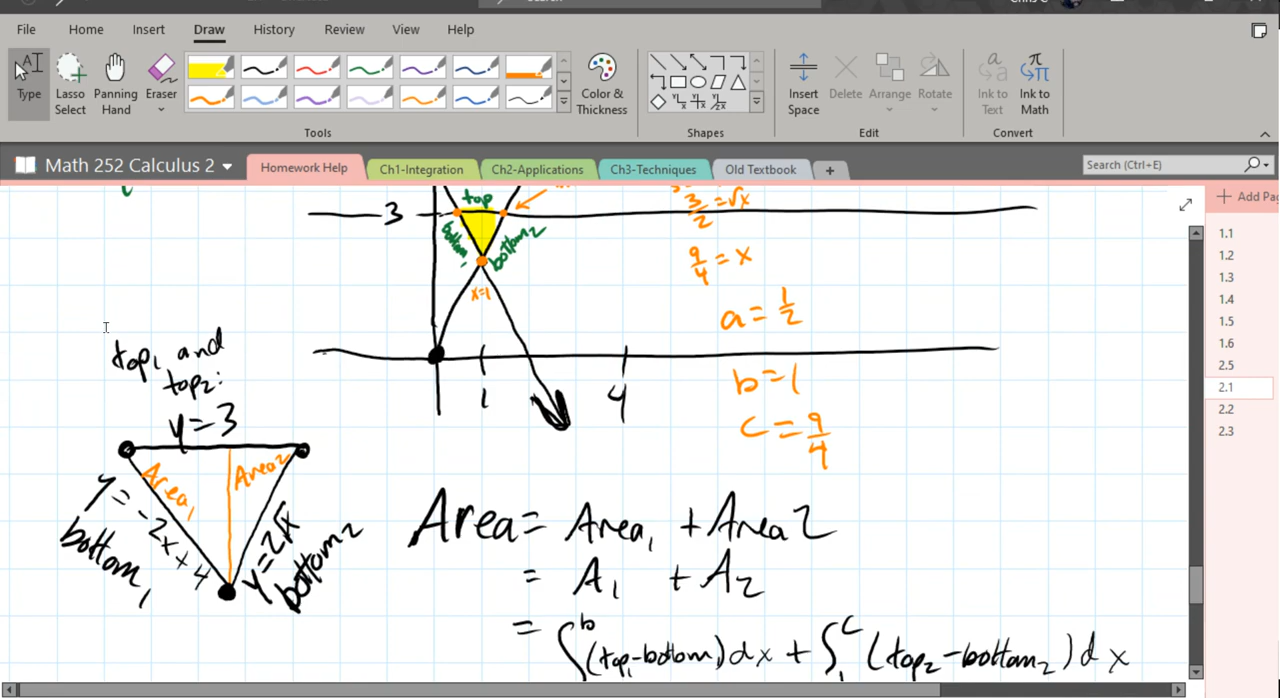 File Home Insert Draw History Review View Help
Type
Lasso Select
Panning Hand
Eraser
Color & Thickness
Insert Space
Delete
Arrange
Rotate
Ink to Text
Ink to Math
Tools
Shapes
Edit
Convert
Math 252 Calculus 2
Homework Help
Ch1-Integration
Ch2-Applications
Ch3-Techniques
Old Textbook
Search (Ctrl+E)
Add Pag
1.1
1.2
1.3
1.4
1.5
1.6
2.5
2.1
2.2
2.3
top
3
bottom
bottom2
x=1
1
4
3/2 = √x
9/4 = x
a = 1/2
b = 1
c = 9/4
top1 and
top2:
y = 3
Area1
Area2
y = -2x+4
bottom1
y = 2√x
bottom2
Area = Area1 + Area2
= A1 + A2
= ∫ b (top1-bottom1)dx + ∫ c (top2-bottom2)dx